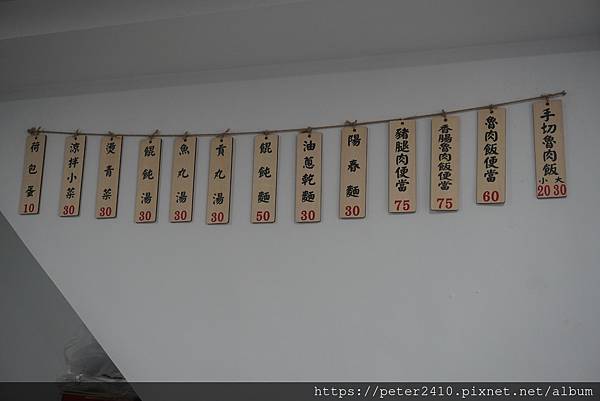 手切魯肉飯
小 大
20 30
魯肉飯便當
60
香腸魯肉飯便當
75
豬腿肉便當
75
陽春麵
30
油蔥乾麵
30
餛飩麵
50
貢丸湯
30
魚丸湯
30
餛飩湯
30
燙青菜
30
涼拌小菜
30
荷包蛋
10
https://peter2410.pixnet.net/album